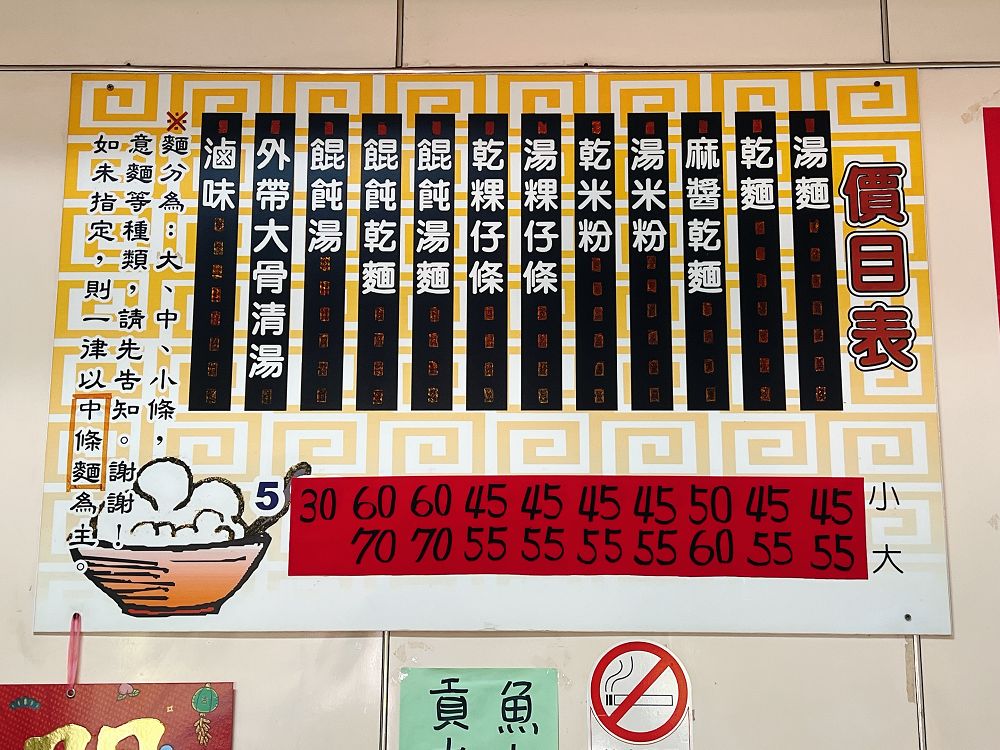 價目表
湯麵
乾麵
麻醬乾麵
湯米粉
乾米粉
湯粿仔條
乾粿仔條
餛飩湯麵
餛飩乾麵
餛飩湯
外帶大骨清湯
滷味
※麵分為：大、中、小條，
意麵等種類，請先告知。謝謝！
如未指定，則一律以中條麵為主。
5 30 60 60 45 45 45 45 50 45 45 小
70 70 55 55 55 55 60 55 55 大
魚
貢